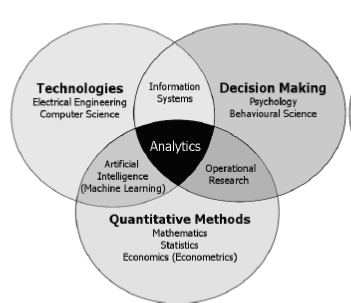 Technologies
Electrical Engineering
Computer Science
Information
Systems
Decision Making
Psychology
Behavioural Science
Analytics
Artificial
Intelligence
(Machine Learning)
Operational
Research
Quantitative Methods
Mathematics
Statistics
Economics (Econometrics)